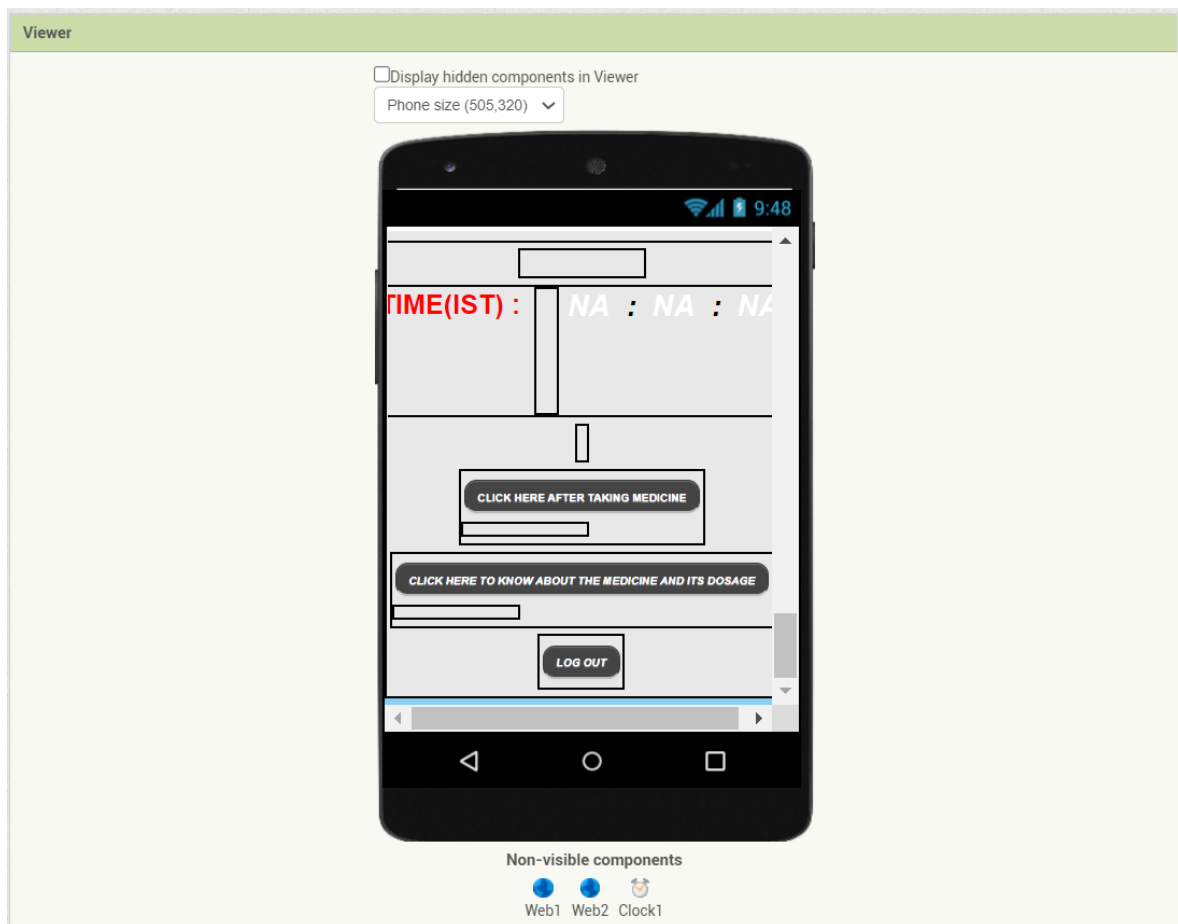 Viewer
Display hidden components in Viewer
Phone size (505,320)
9:48
TIME(IST) : NA : NA : NA
CLICK HERE AFTER TAKING MEDICINE
CLICK HERE TO KNOW ABOUT THE MEDICINE AND ITS DOSAGE
LOG OUT
Non-visible components
Web1 Web2 Clock1